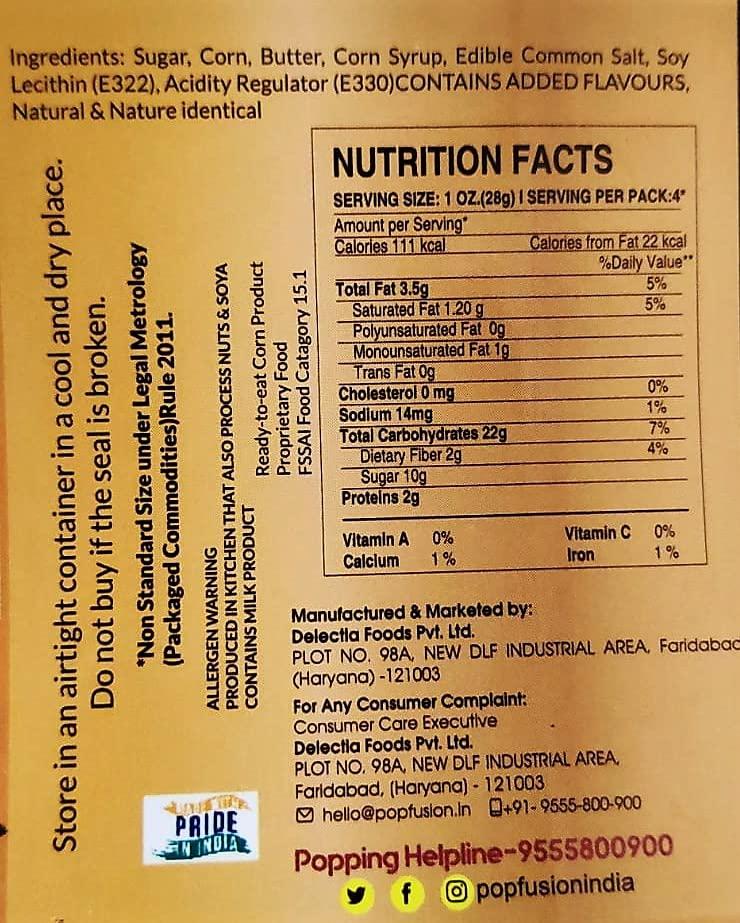 Ingredients: Sugar, Corn, Butter, Corn Syrup, Edible Common Salt, Soy
Lecithin (E322), Acidity Regulator (E330)CONTAINS ADDED FLAVOURS,
Natural & Nature identical
Store in an airtight container in a cool and dry place.
Do not buy if the seal is broken.
*Non Standard Size under Legal Metrology
(Packaged Commodities)Rule 2011.
ALLERGEN WARNING
PRODUCED IN KITCHEN THAT ALSO PROCESS NUTS & SOYA
CONTAINS MILK PRODUCT
Ready-to-eat Corn Product
Proprietary Food
FSSAI Food Catagory 15.1
NUTRITION FACTS
SERVING SIZE: 1 OZ.(28g) I SERVING PER PACK:4*
Amount per Serving*
Calories 111 kcal Calories from Fat 22 kcal
%Daily Value**
Total Fat 3.5g 5%
Saturated Fat 1.20 g 5%
Polyunsaturated Fat 0g
Monounsaturated Fat 1g
Trans Fat 0g
Cholesterol 0 mg 0%
Sodium 14mg 1%
Total Carbohydrates 22g 7%
Dietary Fiber 2g 4%
Sugar 10g
Proteins 2g
Vitamin A 0% Vitamin C 0%
Calcium 1% Iron 1%
Manufactured & Marketed by:
Delectia Foods Pvt. Ltd.
PLOT NO. 98A, NEW DLF INDUSTRIAL AREA, Faridabad
(Haryana) -121003
For Any Consumer Complaint:
Consumer Care Executive
Delectia Foods Pvt. Ltd.
PLOT NO. 98A, NEW DLF INDUSTRIAL AREA,
Faridabad, (Haryana) - 121003
hello@popfusion.in +91- 9555-800-900
MADE WITH
PRIDE
IN INDIA
Popping Helpline-9555800900
popfusionindia